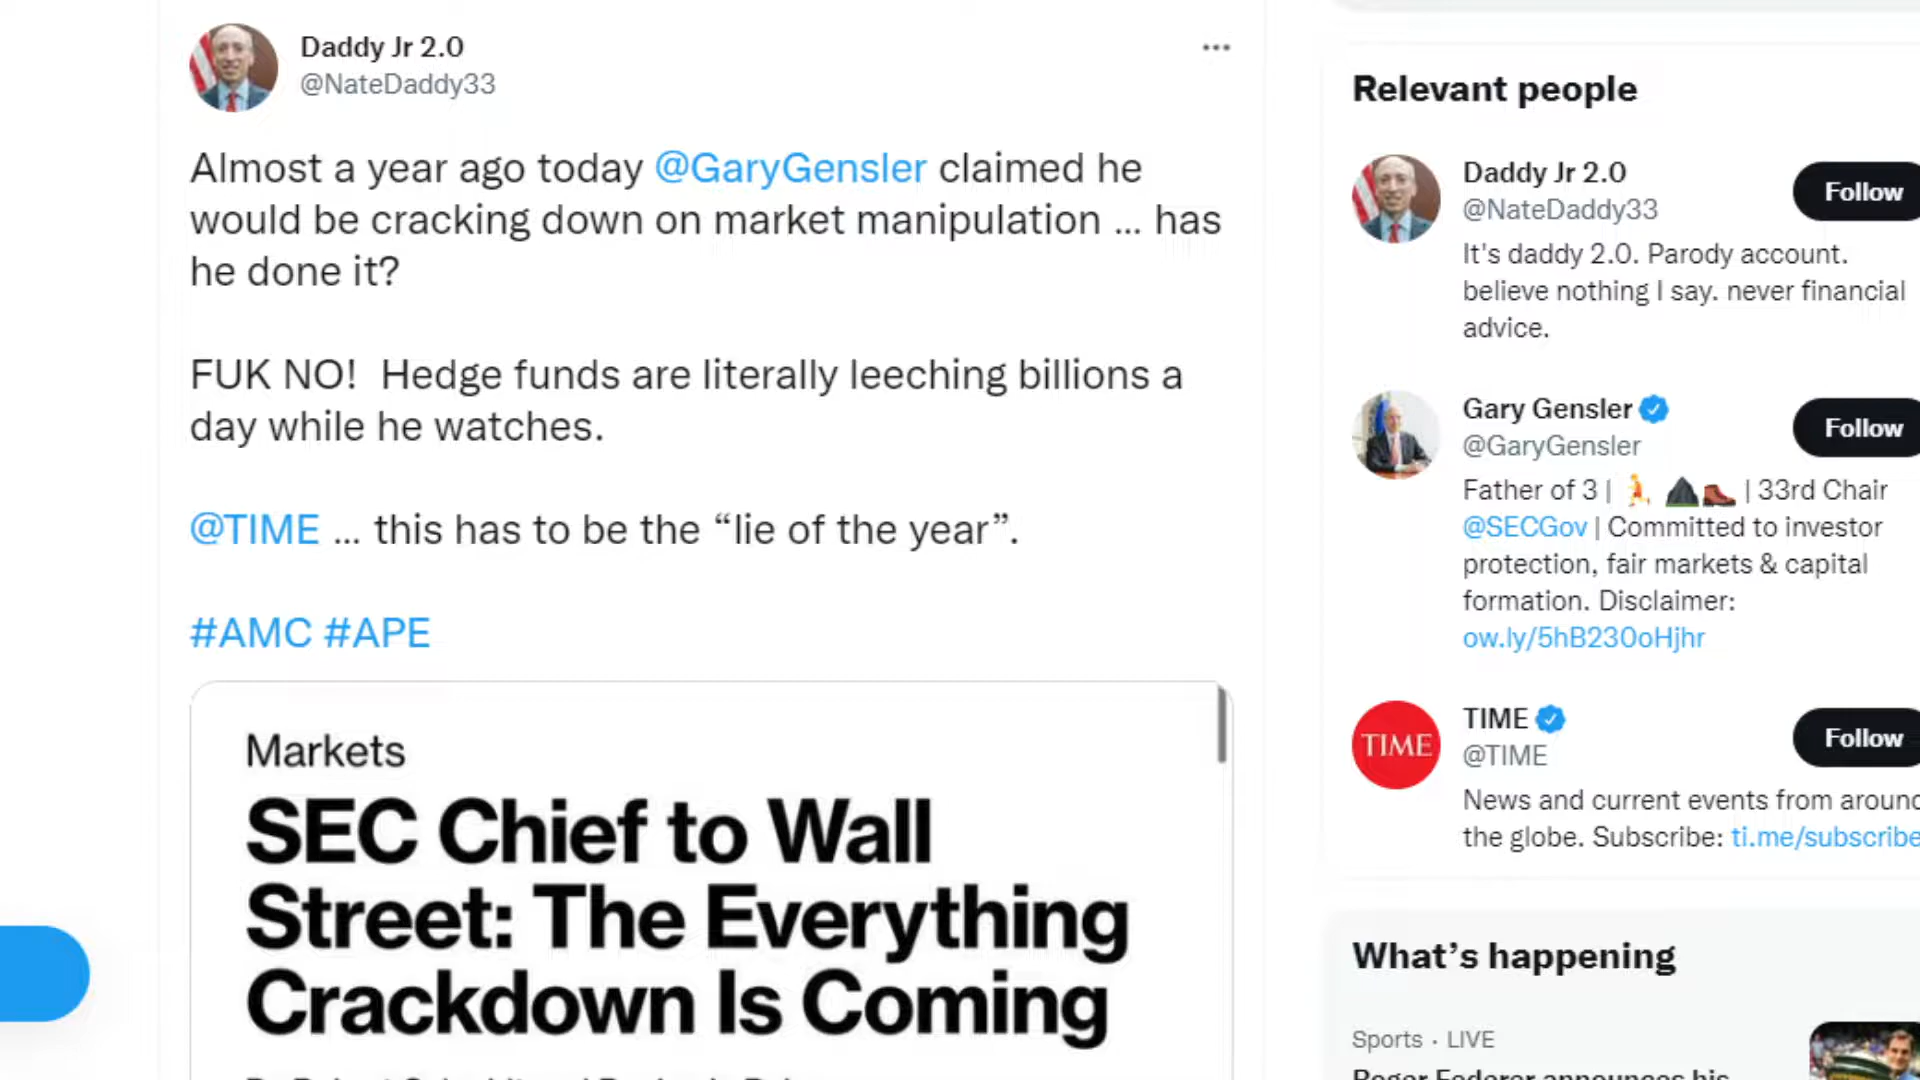 Daddy Jr 2.0
@NateDaddy33
Almost a year ago today @GaryGensler claimed he
would be cracking down on market manipulation ... has
he done it?
FUK NO!  Hedge funds are literally leeching billions a
day while he watches.
@TIME ... this has to be the “lie of the year”.
#AMC #APE
Markets
SEC Chief to Wall
Street: The Everything
Crackdown Is Coming
Relevant people
Daddy Jr 2.0
@NateDaddy33
Follow
It's daddy 2.0. Parody account.
believe nothing I say. never financial
advice.
Gary Gensler
@GaryGensler
Follow
Father of 3 | 🏃 ⛰️🥾 | 33rd Chair
@SECGov | Committed to investor
protection, fair markets & capital
formation. Disclaimer:
ow.ly/5hB230oHjhr
TIME
TIME
@TIME
Follow
News and current events from around
the globe. Subscribe: ti.me/subscribe
What’s happening
Sports · LIVE
Roger Federer announces his